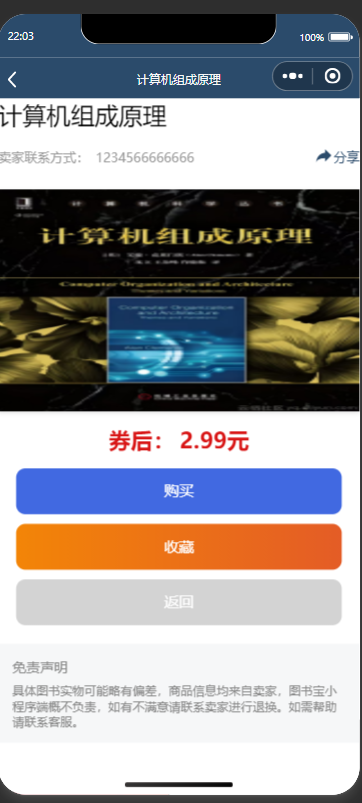 22:03
100%
计算机组成原理
计算机组成原理
卖家联系方式： 1234566666666
分享
计算机组成原理
Computer Organization and Architecture
Computer Organization
and Architecture
券后： 2.99元
购买
收藏
返回
免责声明
具体图书实物可能略有偏差，商品信息均来自卖家，图书宝小
程序端概不负责，如有不满意请联系卖家进行退换。如需帮助
请联系客服。